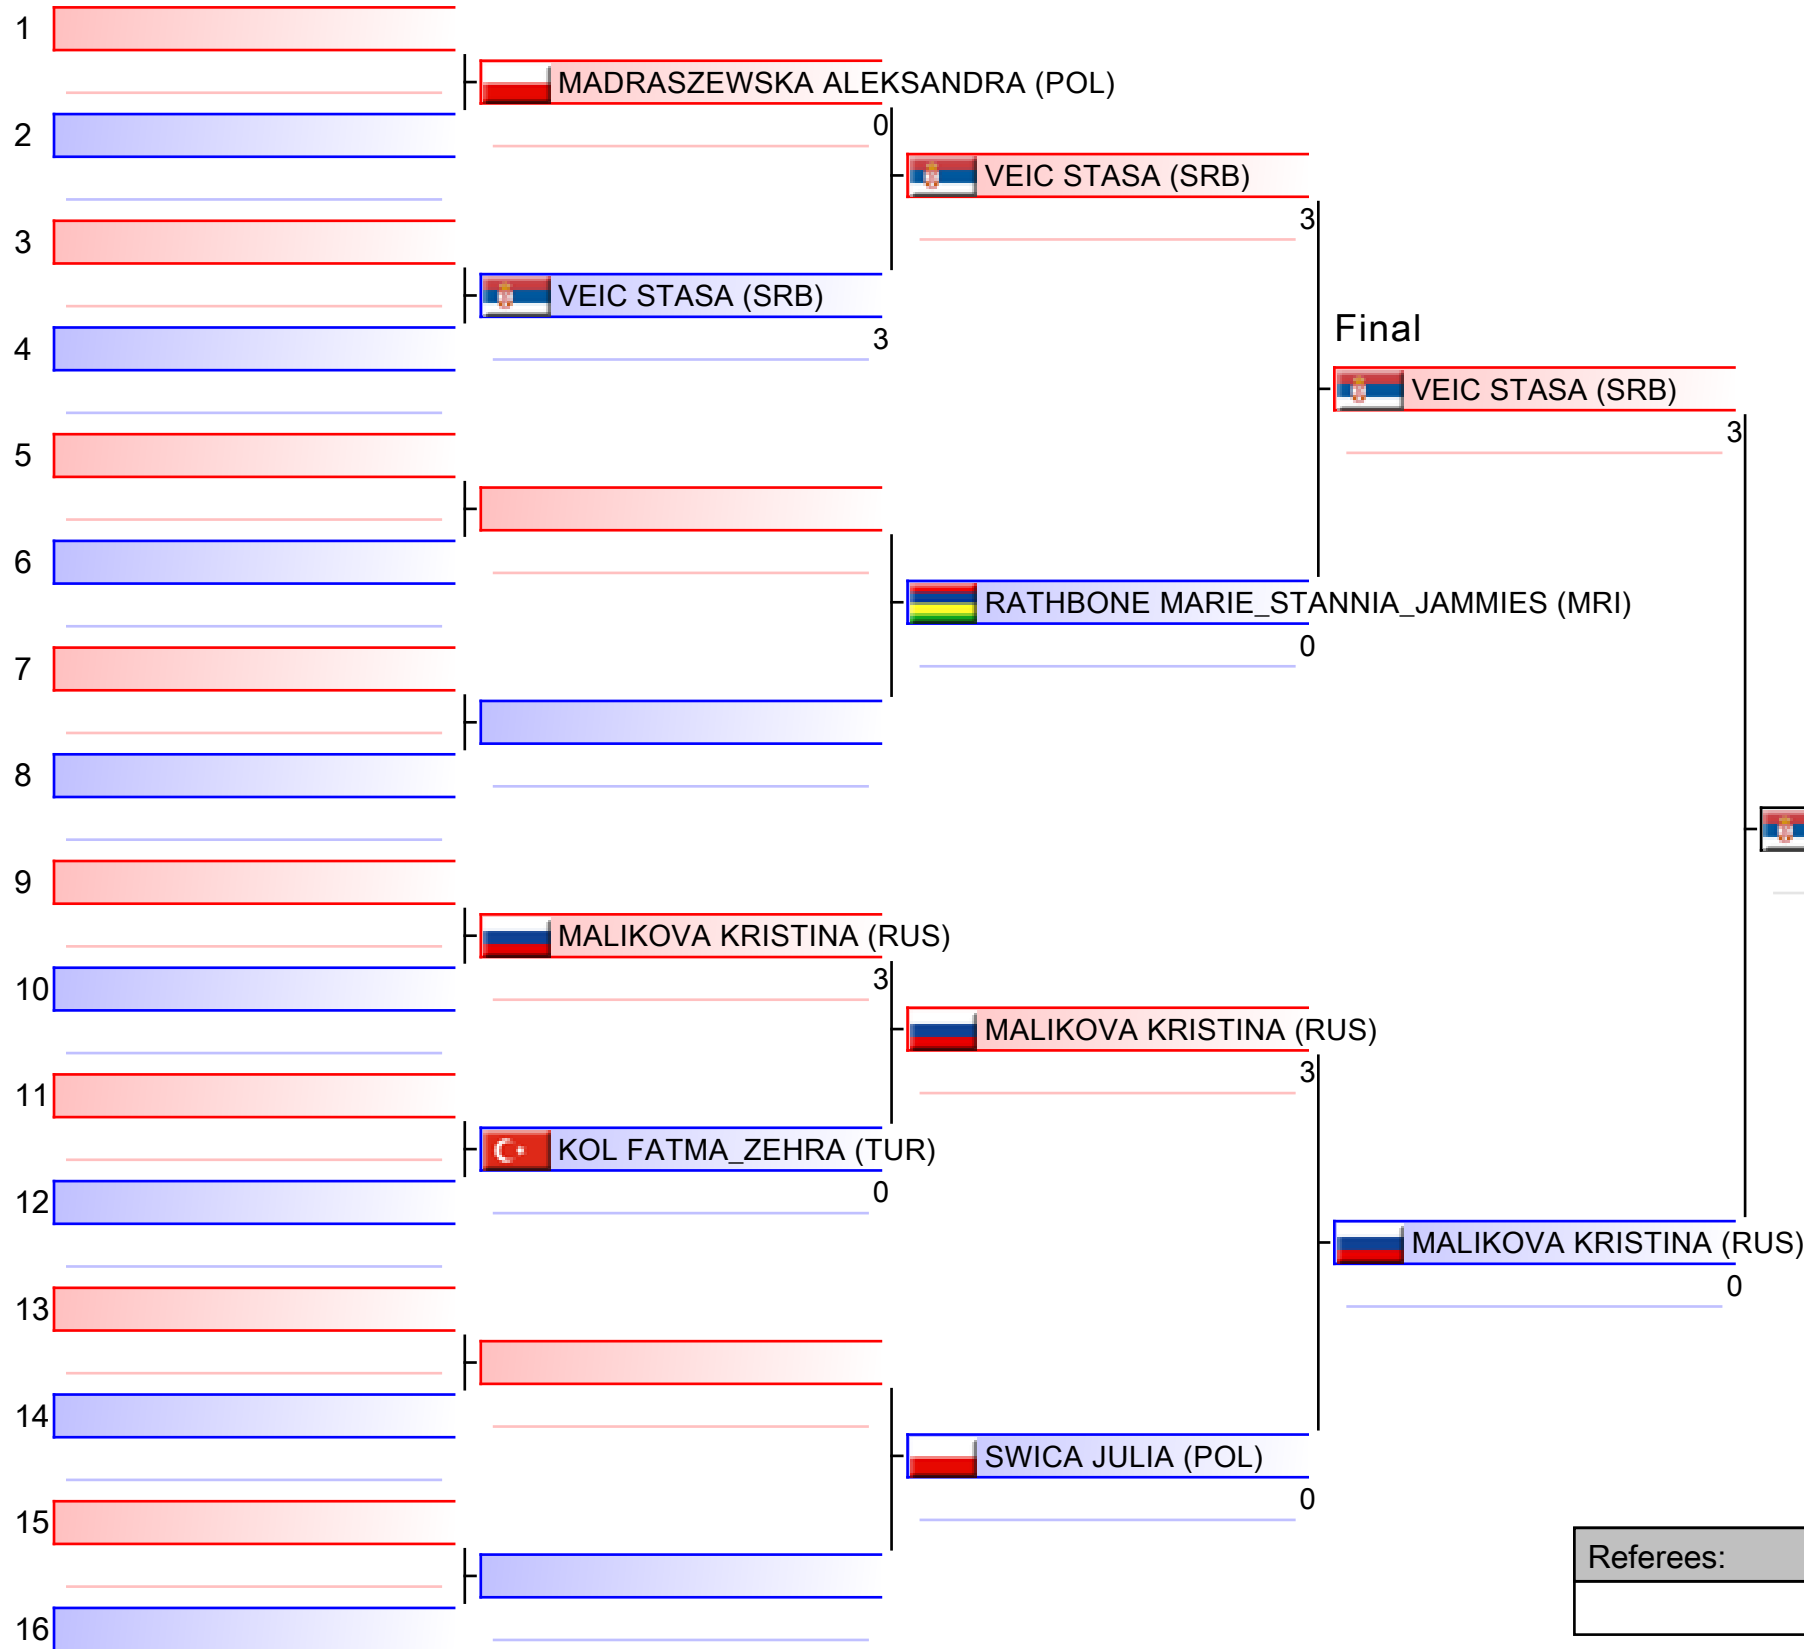 1
MADRASZEWSKA ALEKSANDRA (POL)
0
2
VEIC STASA (SRB)
3
3
VEIC STASA (SRB)
3
4
Final
VEIC STASA (SRB)
3
5
6
RATHBONE MARIE_STANNIA_JAMMIES (MRI)
0
7
8
9
MALIKOVA KRISTINA (RUS)
3
10
MALIKOVA KRISTINA (RUS)
3
11
KOL FATMA_ZEHRA (TUR)
0
12
MALIKOVA KRISTINA (RUS)
0
13
14
SWICA JULIA (POL)
0
15
Referees:
16